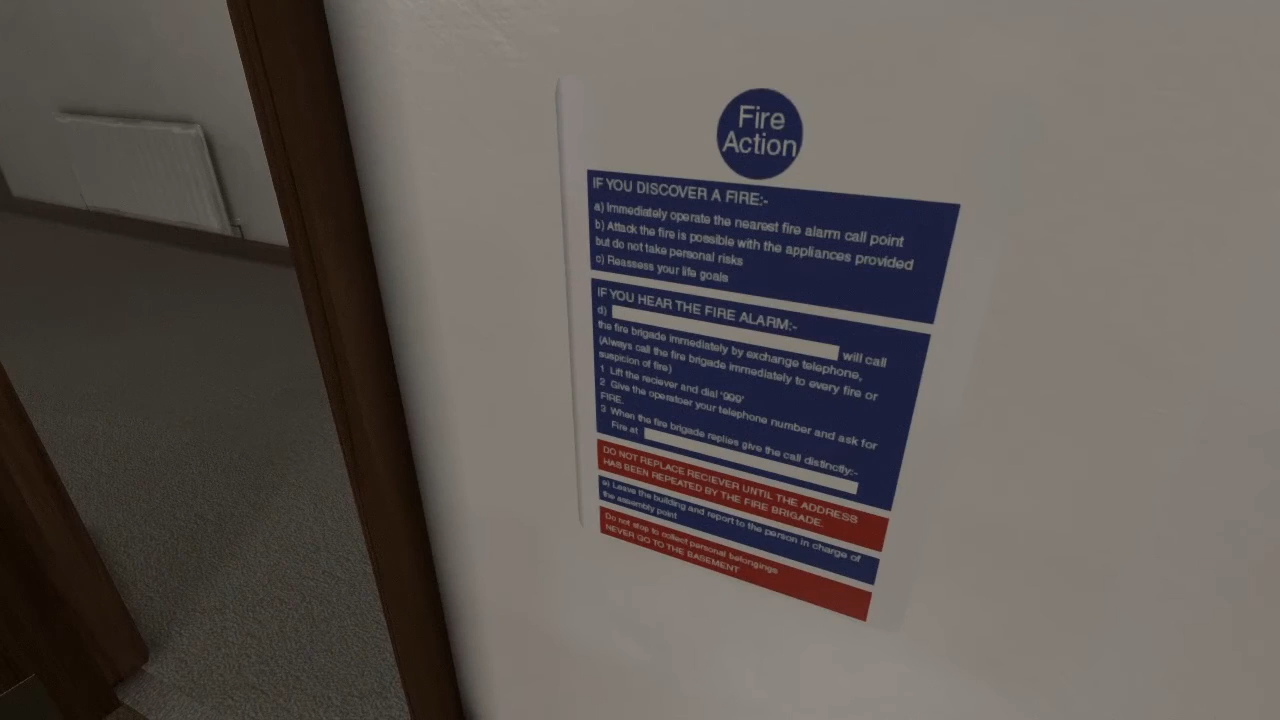 Fire
Action
IF YOU DISCOVER A FIRE:-
a) Immediately operate the nearest fire alarm call point
b) Attack the fire is possible with the appliances provided
but do not take personal risks
c) Reassess your life goals
IF YOU HEAR THE FIRE ALARM:-
d) will call
the fire brigade immediately by exchange telephone,
(Always call the fire brigade immediately to every fire or
suspicion of fire)
1 Lift the reciever and dial '999'
2 Give the operatoer your telephone number and ask for
FIRE.
3 When the fire brigade replies give the call distinctly:-
Fire at
DO NOT REPLACE RECIEVER UNTIL THE ADDRESS
HAS BEEN REPEATED BY THE FIRE BRIGADE.
e) Leave the building and report to the person in charge of
the assembly point
Do not stop to collect personal belongings
NEVER GO TO THE BASEMENT